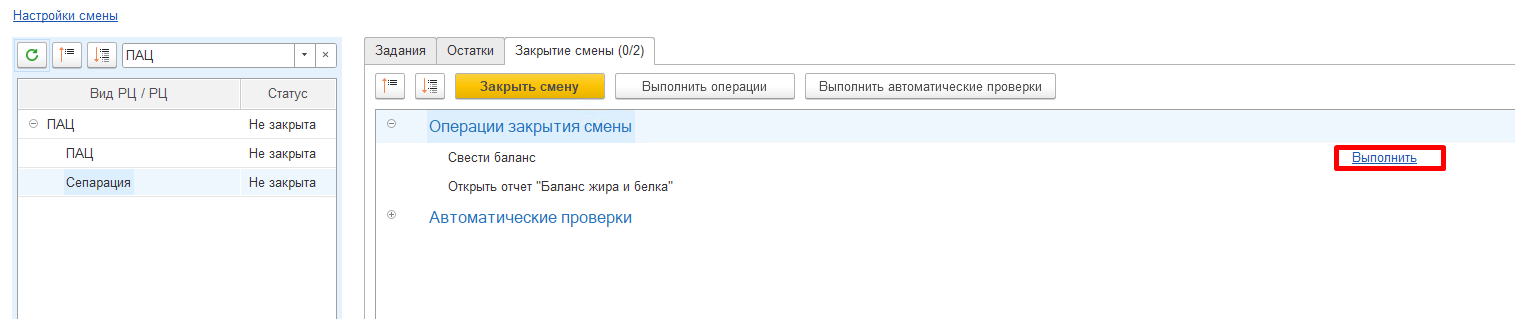 Настройки смены
ПАЦ
Вид РЦ / РЦ Статус
ПАЦ Не закрыта
ПАЦ Не закрыта
Сепарация Не закрыта
Задания Остатки Закрытие смены (0/2)
Закрыть смену Выполнить операции Выполнить автоматические проверки
Операции закрытия смены
Свести баланс Выполнить
Открыть отчет "Баланс жира и белка"
Автоматические проверки